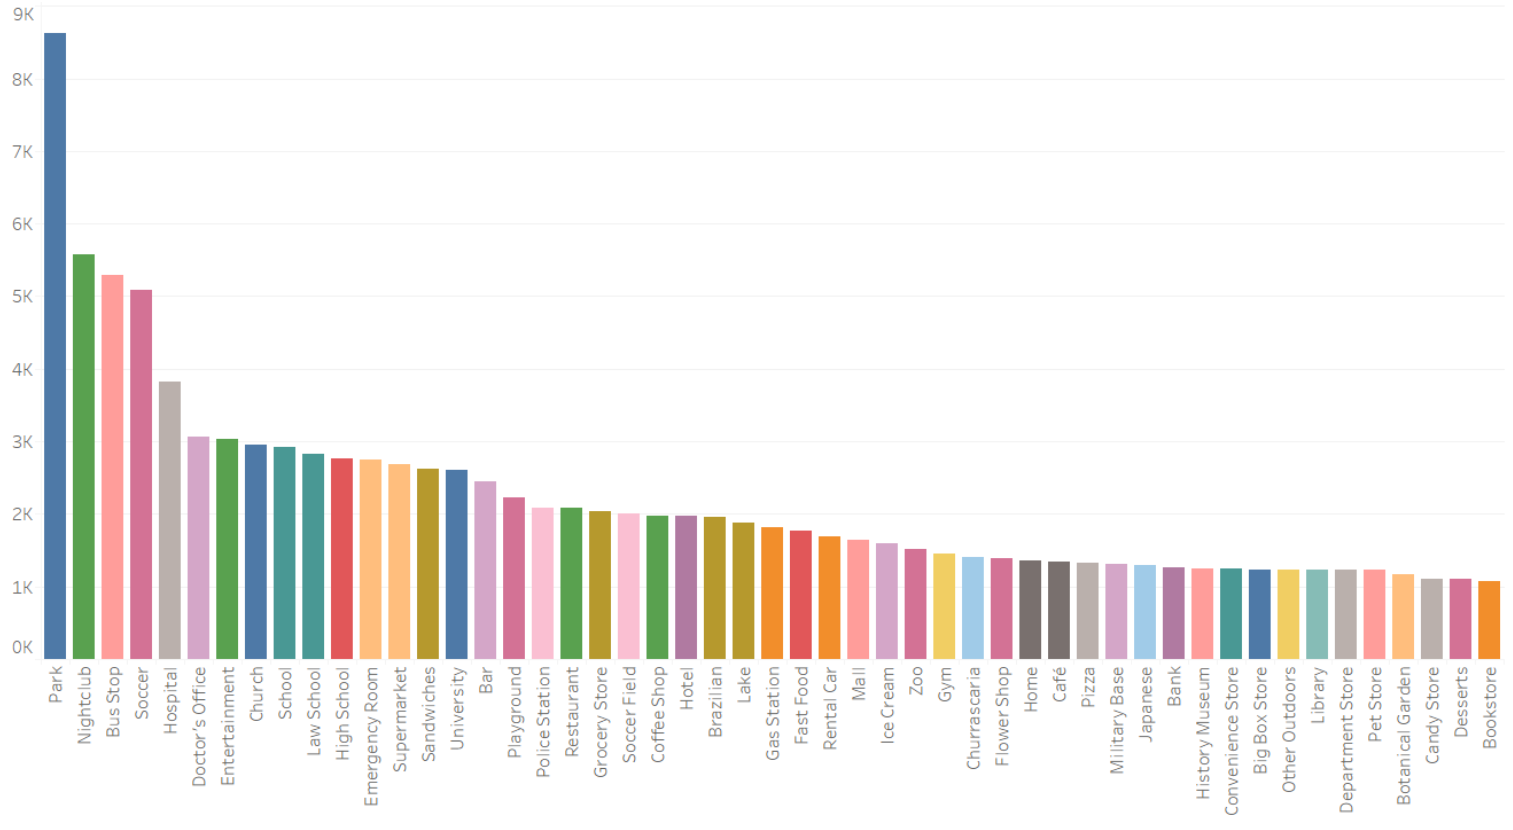 9K
8K
7K
6K
5K
4K
3K
2K
1K
0K
Park
Nightclub
Bus Stop
Soccer
Hospital
Doctor's Office
Entertainment
Church
School
Law School
High School
Emergency Room
Supermarket
Sandwiches
University
Bar
Playground
Police Station
Restaurant
Grocery Store
Soccer Field
Coffee Shop
Hotel
Brazilian
Lake
Gas Station
Fast Food
Rental Car
Mall
Ice Cream
Zoo
Gym
Churrascaria
Flower Shop
Home
Café
Pizza
Military Base
Japanese
Bank
History Museum
Convenience Store
Big Box Store
Other Outdoors
Library
Department Store
Pet Store
Botanical Garden
Candy Store
Desserts
Bookstore